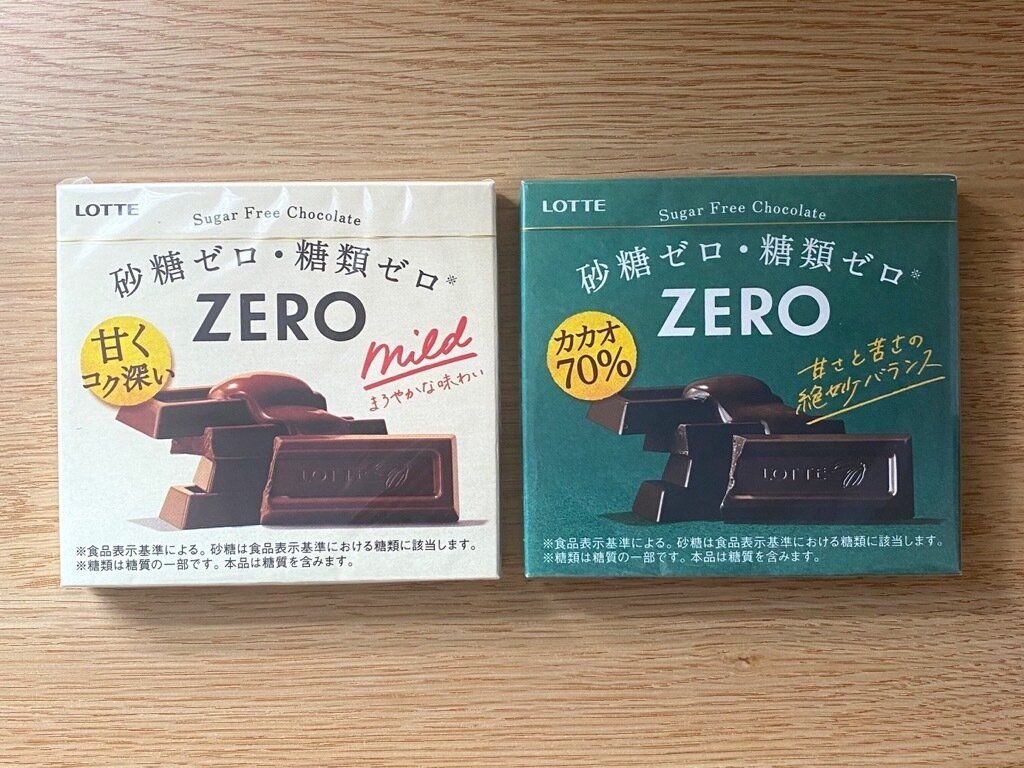 LOTTE
Sugar Free Chocolate
砂糖ゼロ・糖類ゼロ※
ZERO
甘く
コク深い
mild
まろやかな味わい
LOTTE
※食品表示基準による。砂糖は食品表示基準における糖類に該当します。
※糖類は糖質の一部です。本品は糖質を含みます。
LOTTE
Sugar Free Chocolate
砂糖ゼロ・糖類ゼロ※
ZERO
カカオ
70%
甘さと苦さの
絶妙バランス
LOTTE
※食品表示基準による。砂糖は食品表示基準における糖類に該当します。
※糖類は糖質の一部です。本品は糖質を含みます。